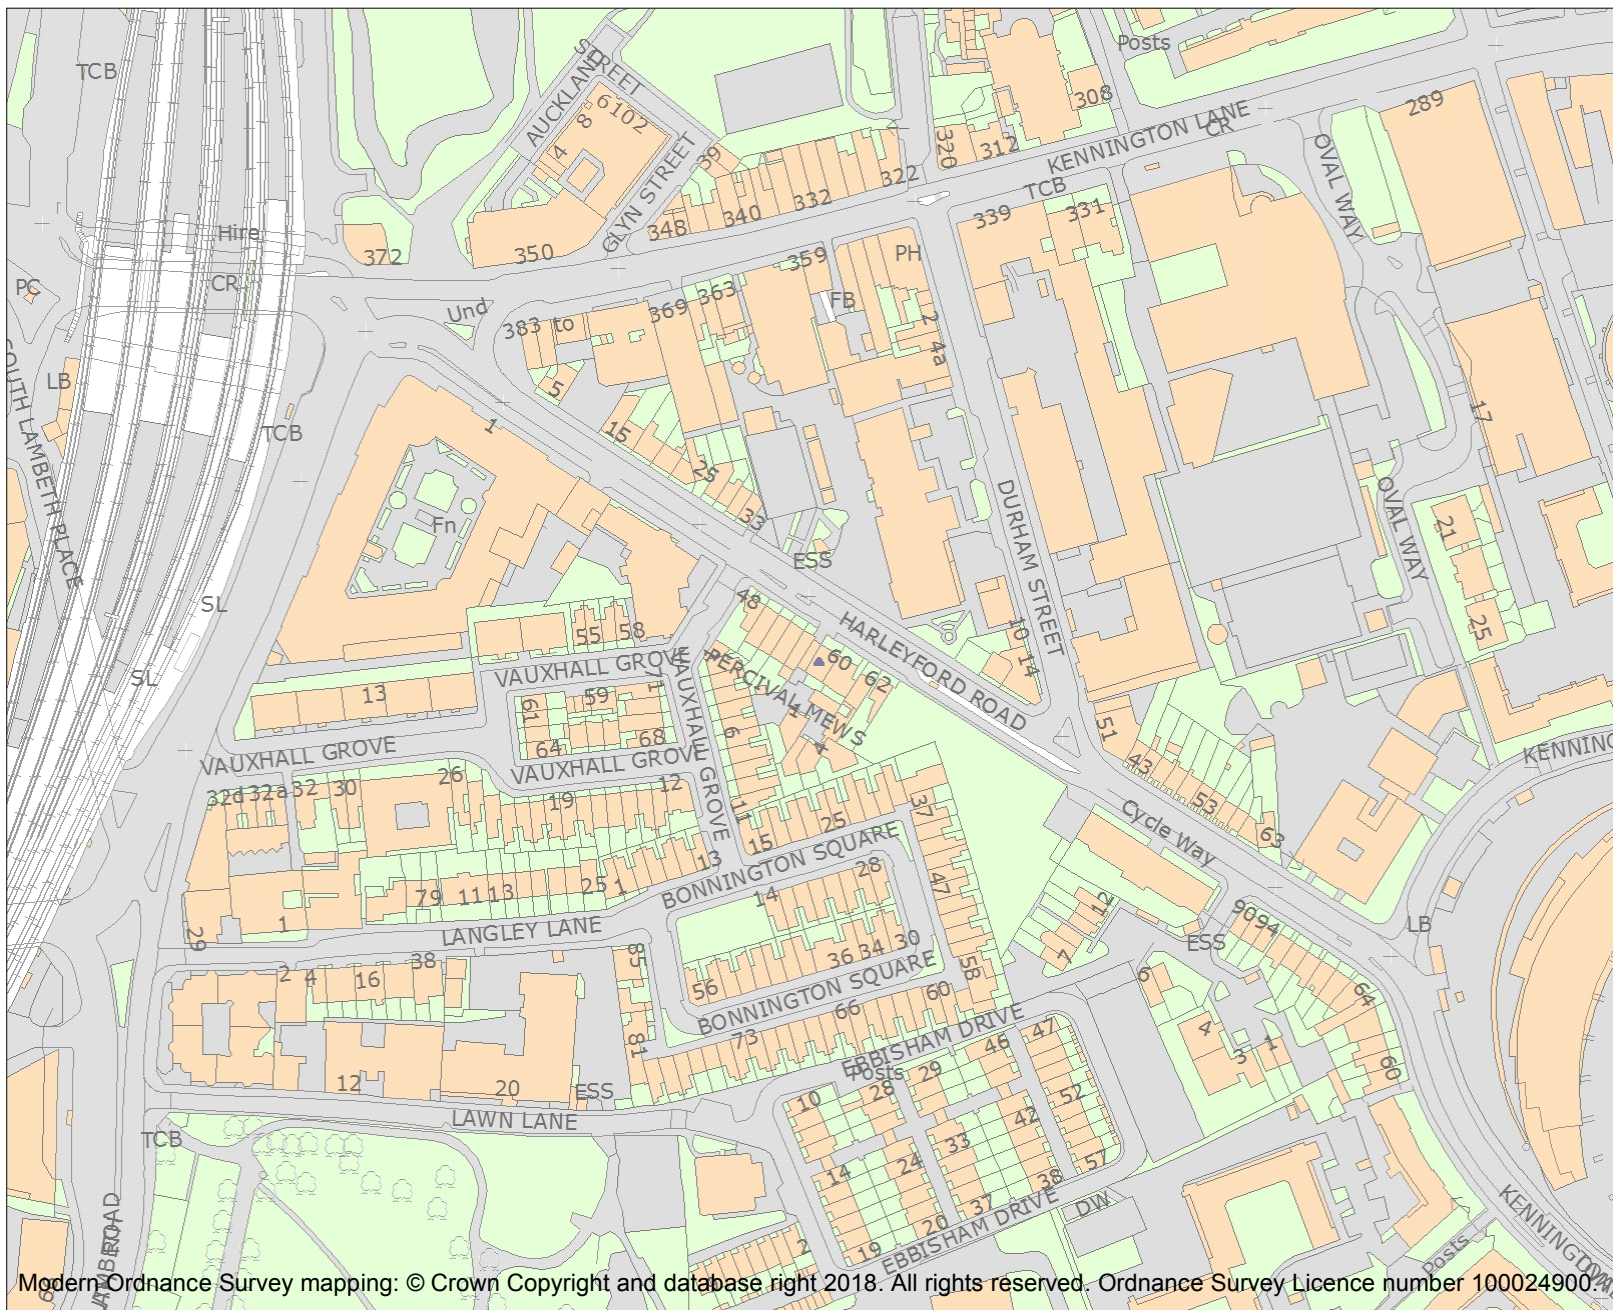 TCB
STREET
AUCKLAND
6102
8
4
39
GLYN STREET
Posts
308
289
KENNINGTON LANE
CR
320
312
322
332
340
348
350
372
Hire
CR
PC
TCB
339
331
OVAL WAY
PH
359
363
369
FB
383 to
Und
5
2
4a
SOUTH LAMBETH PLACE
LB
TCB
1
15
25
33
17
Fn
ESS
DURHAM STREET
OVAL WAY
21
25
SL
SL
48
HARLEYFORD ROAD
60
62
10
14
55
58
VAUXHALL GROVE
71
VAUXHALL GROVE
PERCIVAL MEWS
1
4
6
11
13
61
59
64
68
VAUXHALL GROVE
VAUXHALL GROVE
51
43
53
63
Cycle Way
KENNING
32d
32a
32
30
26
19
12
15
25
37
BONNINGTON SQUARE
13
28
14
47
79
11
13
25
1
1
29
LANGLEY LANE
2
4
16
38
85
81
56
36
34
30
BONNINGTON SQUARE
58
60
66
73
12
7
9094
ESS
LB
64
60
6
4
3
1
12
20
ESS
LAWN LANE
TCB
EBBISHAM DRIVE
Posts
10
28
29
46
47
52
42
33
24
14
57
38
37
20
19
EBBISHAM DRIVE
DW
2
Posts
KENNINGTON
Modern Ordnance Survey mapping: © Crown Copyright and database right 2018. All rights reserved. Ordnance Survey Licence number 100024900.